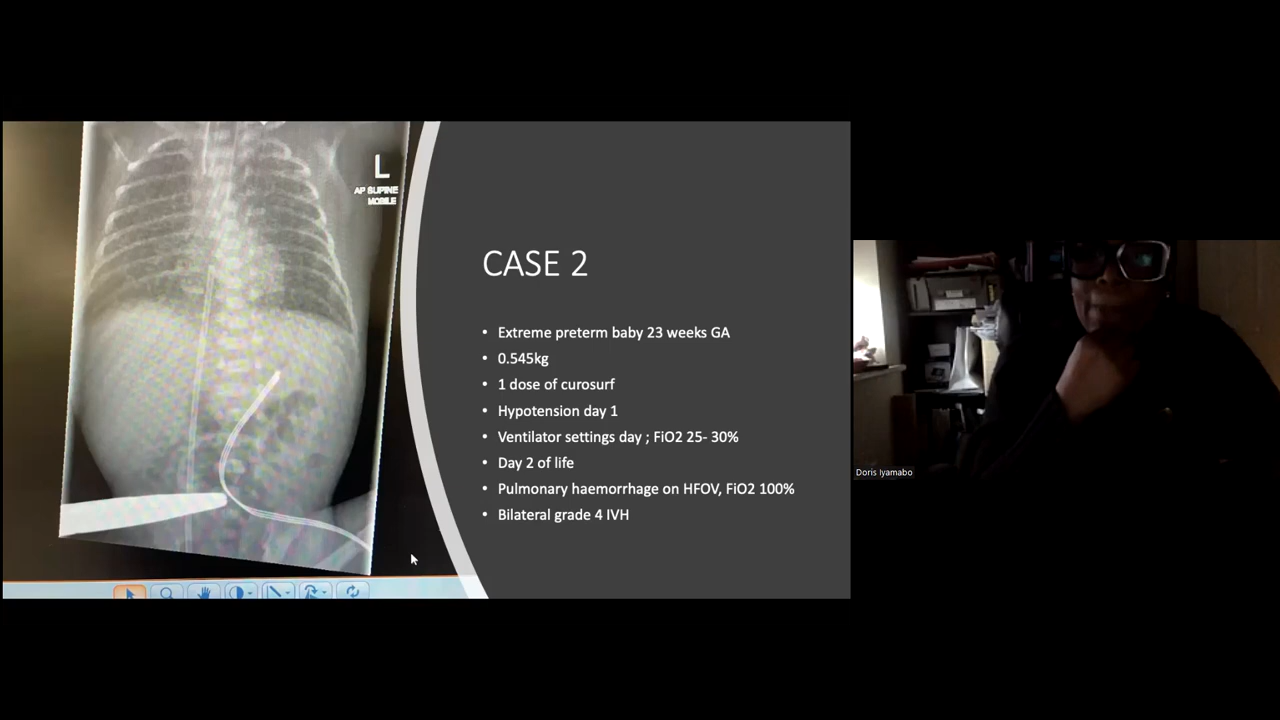 L
AP SUPINE
MOBILE
CASE 2
• Extreme preterm baby 23 weeks GA
• 0.545kg
• 1 dose of curosurf
• Hypotension day 1
• Ventilator settings day ; FiO2 25- 30%
• Day 2 of life
• Pulmonary haemorrhage on HFOV, FiO2 100%
• Bilateral grade 4 IVH
Doris Iyamabo